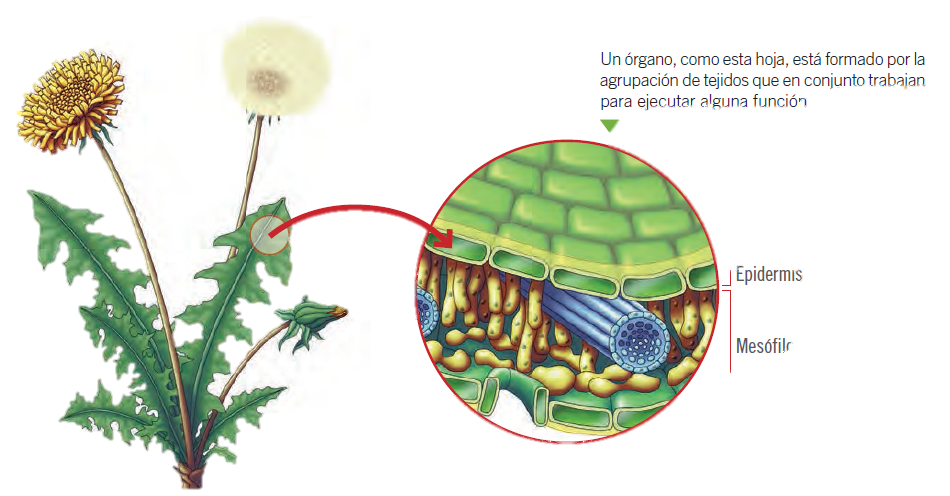 Un órgano, como esta hoja, está formado por la
agrupación de tejidos que en conjunto trabajan
para ejecutar alguna función
Epidermis
Mesófilo